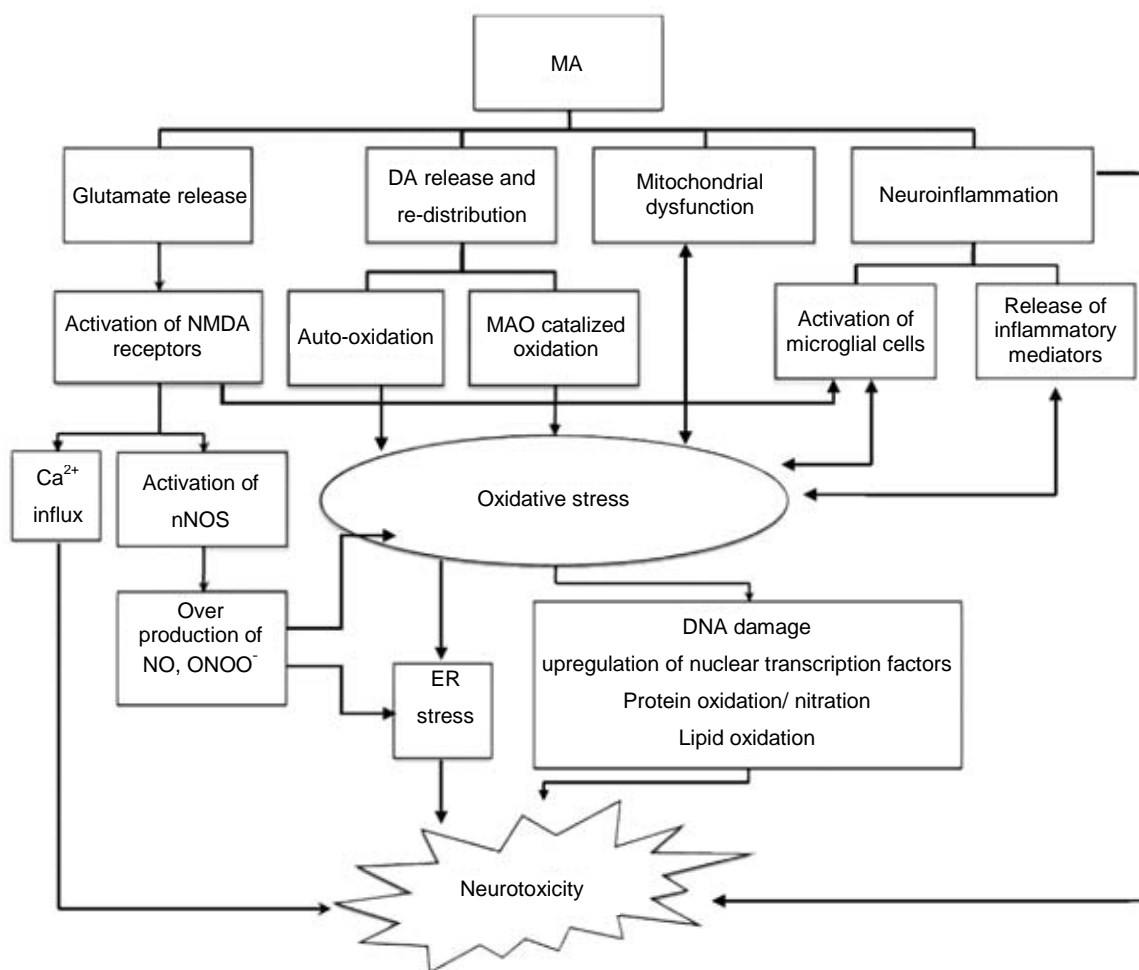 MA
Glutamate release
DA release and
re-distribution
Mitochondrial
dysfunction
Neuroinflammation
Activation of NMDA
receptors
Auto-oxidation
MAO catalized
oxidation
Activation of
microglial cells
Release of
inflammatory
mediators
Ca²⁺
influx
Activation of
nNOS
Oxidative stress
Over
production of
NO, ONOO⁻
ER
stress
DNA damage
upregulation of nuclear transcription factors
Protein oxidation/ nitration
Lipid oxidation
Neurotoxicity